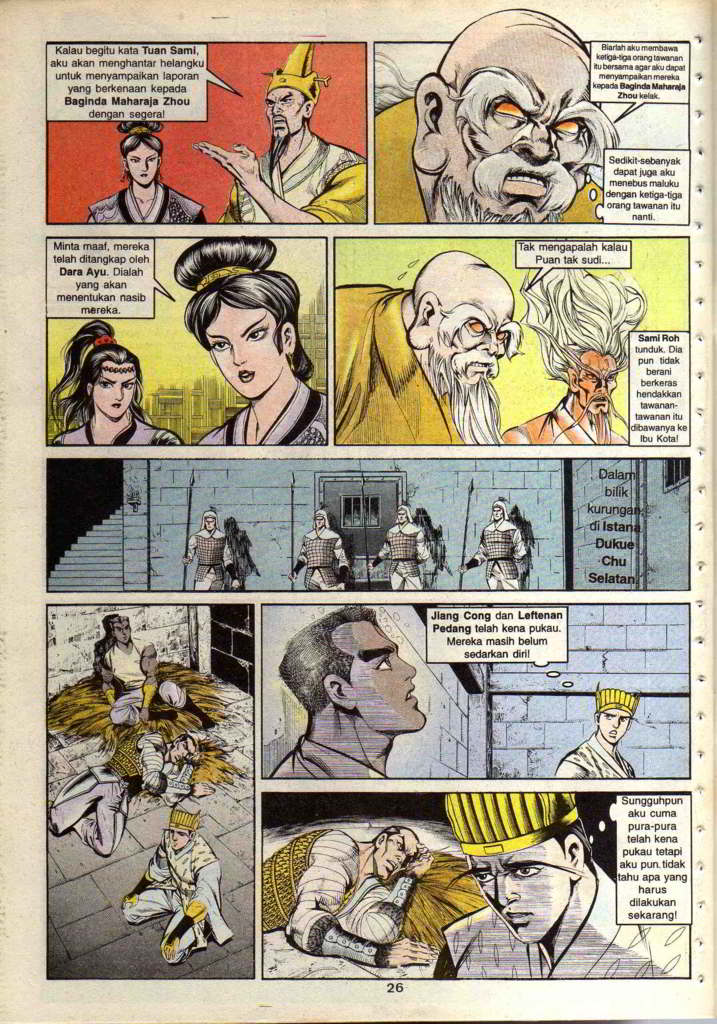 Kalau begitu kata Tuan Sami,
aku akan menghantar helangku
untuk menyampaikan laporan
yang berkenaan kepada
Baginda Maharaja Zhou
dengan segera!
Biarlah aku membawa
ketiga-tiga orang tawanan
itu bersama agar aku dapat
menyampaikan mereka
kepada Baginda Maharaja
Zhou kelak.
Sedikit-sebanyak
dapat juga aku
menebus maluku
dengan ketiga-tiga
orang tawanan itu
nanti.
Minta maaf, mereka
telah ditangkap oleh
Dara Ayu. Dialah
yang akan
menentukan nasib
mereka.
Tak mengapalah kalau
Puan tak sudi...
Sami Roh
tunduk. Dia
pun tidak
berani
berkeras
hendakkan
tawanan-
tawanan itu
dibawanya ke
Ibu Kota!
Dalam
bilik
kurungan
di Istana
Dukue
Chu
Selatan
Jiang Cong dan Leftenan
Pedang telah kena pukau.
Mereka masih belum
sedarkan diri!
Sungguhpun
aku cuma
pura-pura
telah kena
pukau tetapi
aku pun tidak
tahu apa yang
harus
dilakukan
sekarang!
26